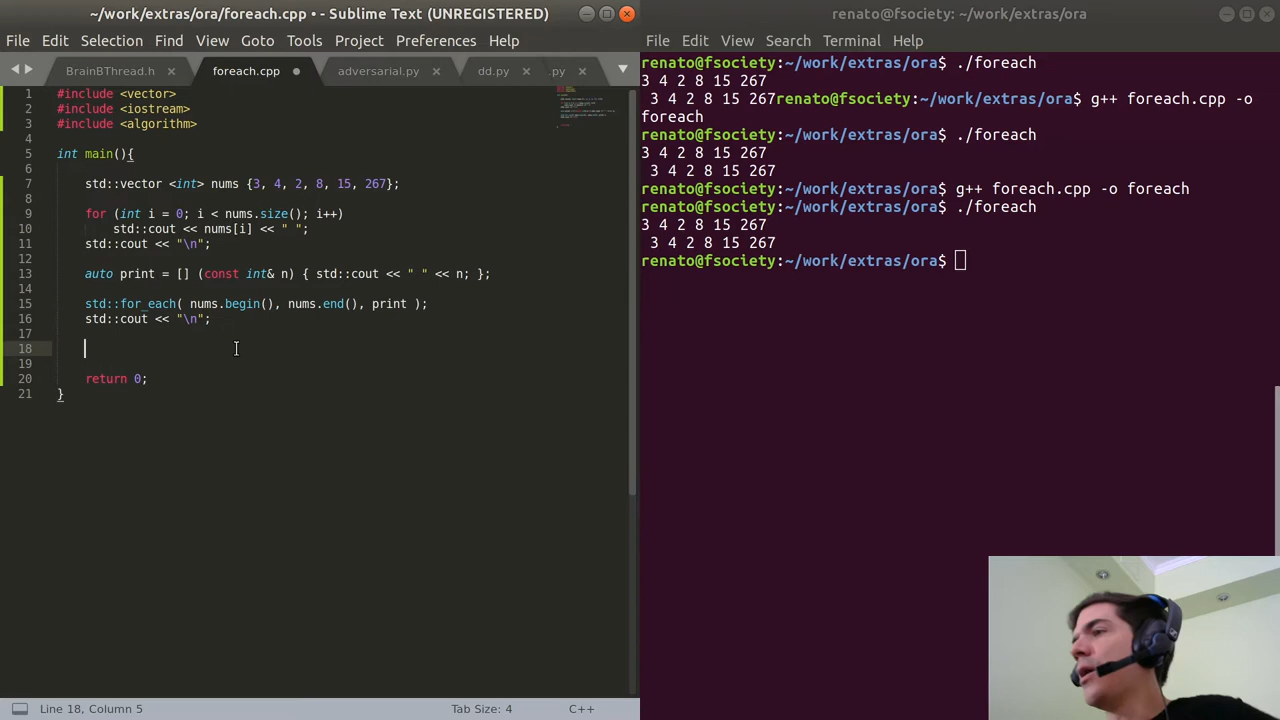 ~/work/extras/ora/foreach.cpp • - Sublime Text (UNREGISTERED)
File Edit Selection Find View Goto Tools Project Preferences Help
BrainBThread.h foreach.cpp adversarial.py dd.py .py
1 #include <vector>
2 #include <iostream>
3 #include <algorithm>
4
5 int main(){
6
7 std::vector <int> nums {3, 4, 2, 8, 15, 267};
8
9 for (int i = 0; i < nums.size(); i++)
10 std::cout << nums[i] << " ";
11 std::cout << "\n";
12
13 auto print = [] (const int& n) { std::cout << " " << n; };
14
15 std::for_each( nums.begin(), nums.end(), print );
16 std::cout << "\n";
17
18
19
20 return 0;
21 }
Line 18, Column 5 Tab Size: 4 C++
renato@fsociety: ~/work/extras/ora
File Edit View Search Terminal Help
renato@fsociety:~/work/extras/ora$ ./foreach
3 4 2 8 15 267
3 4 2 8 15 267renato@fsociety:~/work/extras/ora$ g++ foreach.cpp -o
foreach
renato@fsociety:~/work/extras/ora$ ./foreach
3 4 2 8 15 267
3 4 2 8 15 267
renato@fsociety:~/work/extras/ora$ g++ foreach.cpp -o foreach
renato@fsociety:~/work/extras/ora$ ./foreach
3 4 2 8 15 267
3 4 2 8 15 267
renato@fsociety:~/work/extras/ora$